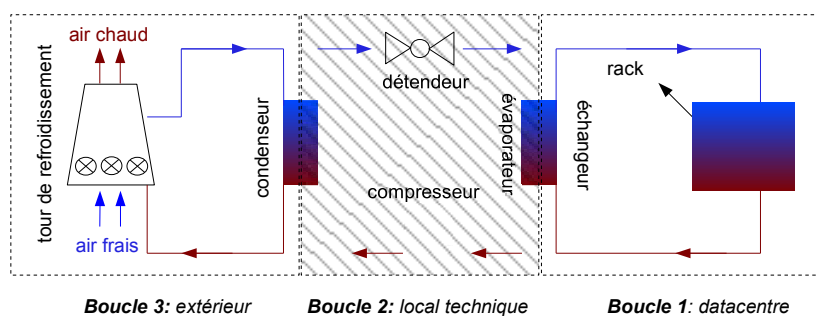 air chaud
tour de refroidissement
air frais
condenseur
détendeur
compresseur
évaporateur
échangeur
rack
Boucle 3: extérieur
Boucle 2: local technique
Boucle 1: datacentre